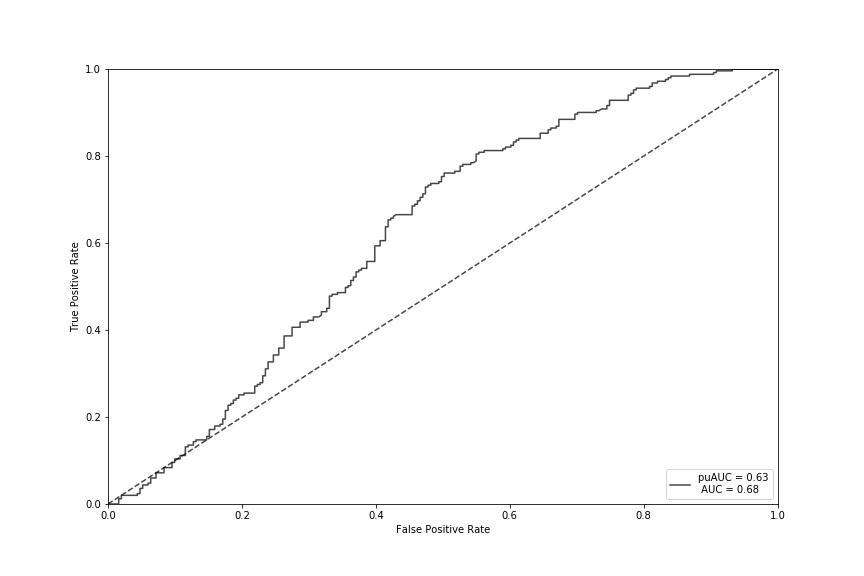 1.0
0.8
0.6
0.4
0.2
0.0
True Positive Rate
0.0 0.2 0.4 0.6 0.8 1.0
False Positive Rate
puAUC = 0.63
AUC = 0.68